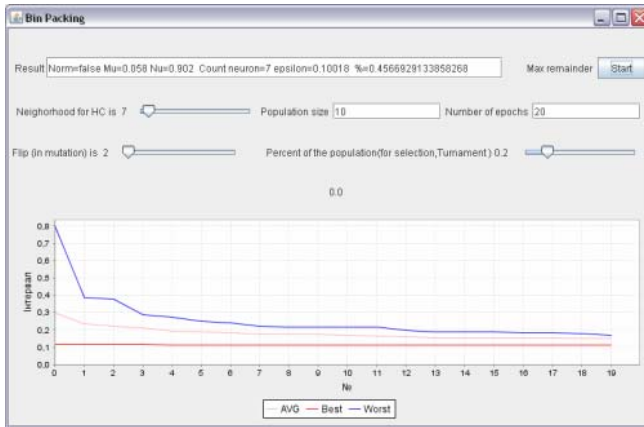 Bin Packing
Result Norm=false Mu=0.058 Nu=0.902 Count neuron=7 epsilon=0.10018 %=0.4566929133858268 Max remainder Start
Neighorhood for HC is 7 Population size 10 Number of epochs 20
Flip (in mutation) is 2 Percent of the population(for selection,Turnament) 0.2
0.0
Інтервал
0,8
0,7
0,6
0,5
0,4
0,3
0,2
0,1
0,0
0 1 2 3 4 5 6 7 8 9 10 11 12 13 14 15 16 17 18 19
№
AVG Best Worst